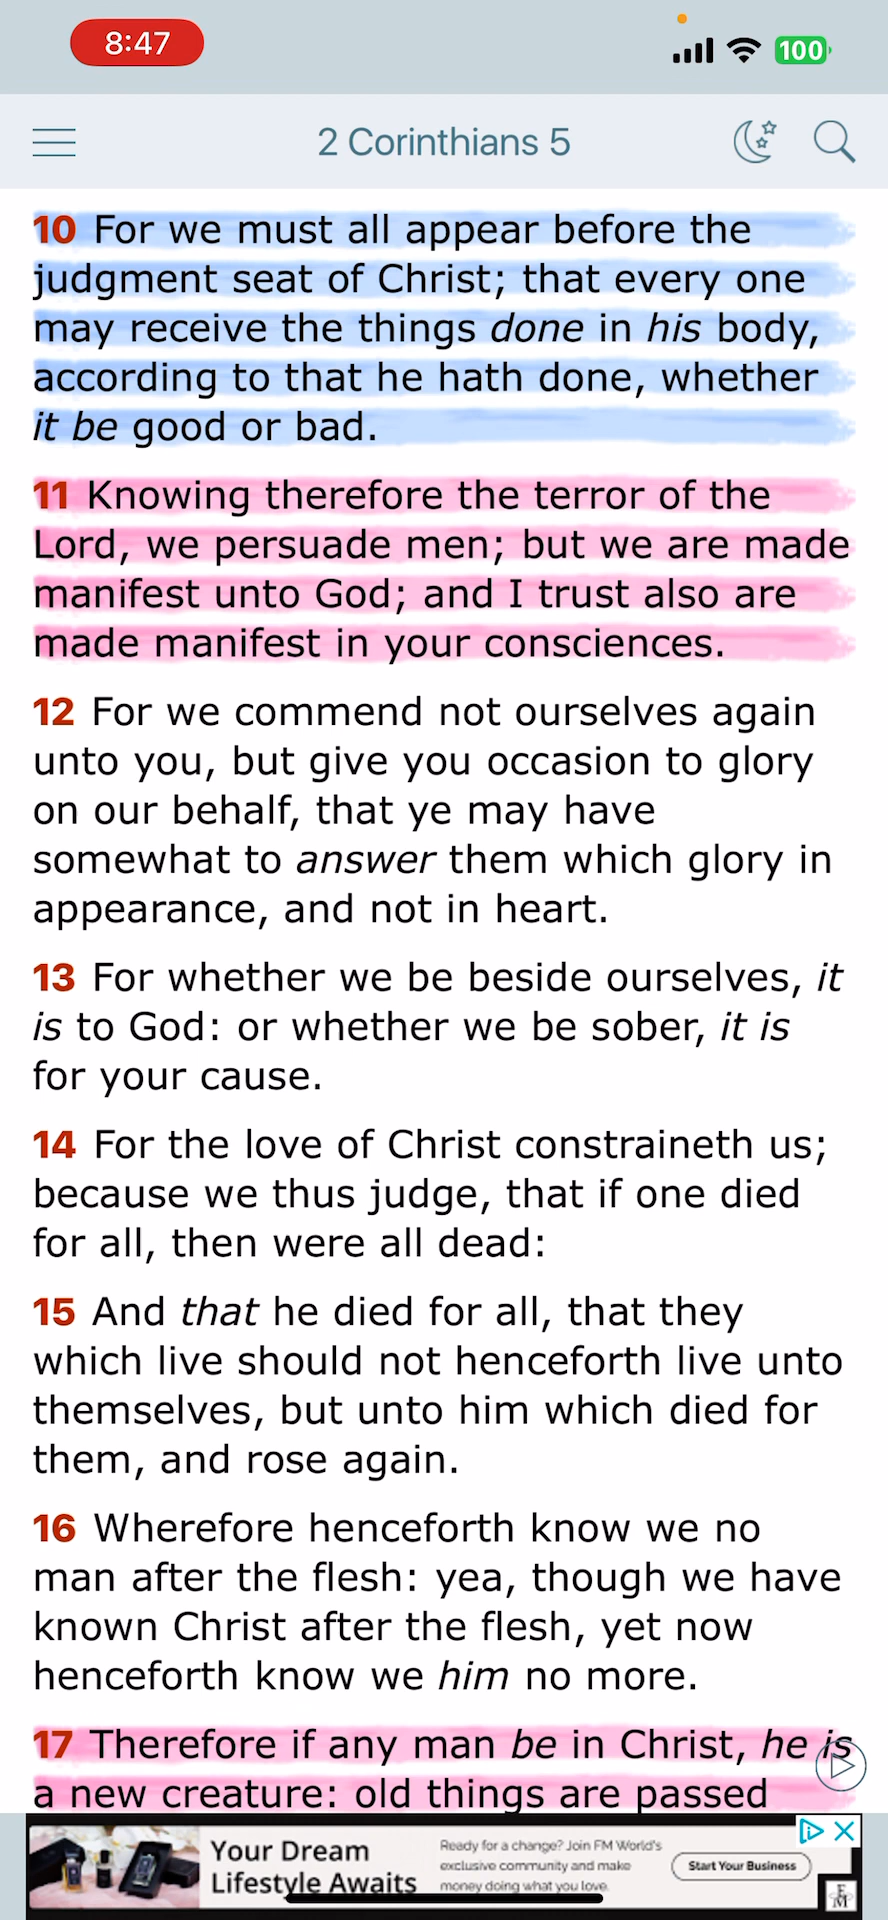 8:47
100
2 Corinthians 5
10 For we must all appear before the
judgment seat of Christ; that every one
may receive the things done in his body,
according to that he hath done, whether
it be good or bad.
11 Knowing therefore the terror of the
Lord, we persuade men; but we are made
manifest unto God; and I trust also are
made manifest in your consciences.
12 For we commend not ourselves again
unto you, but give you occasion to glory
on our behalf, that ye may have
somewhat to answer them which glory in
appearance, and not in heart.
13 For whether we be beside ourselves, it
is to God: or whether we be sober, it is
for your cause.
14 For the love of Christ constraineth us;
because we thus judge, that if one died
for all, then were all dead:
15 And that he died for all, that they
which live should not henceforth live unto
themselves, but unto him which died for
them, and rose again.
16 Wherefore henceforth know we no
man after the flesh: yea, though we have
known Christ after the flesh, yet now
henceforth know we him no more.
17 Therefore if any man be in Christ, he is
a new creature: old things are passed
Your Dream
Lifestyle Awaits
Ready for a change? Join FM World's
exclusive community and make
money doing what you love.
Start Your Business
FM